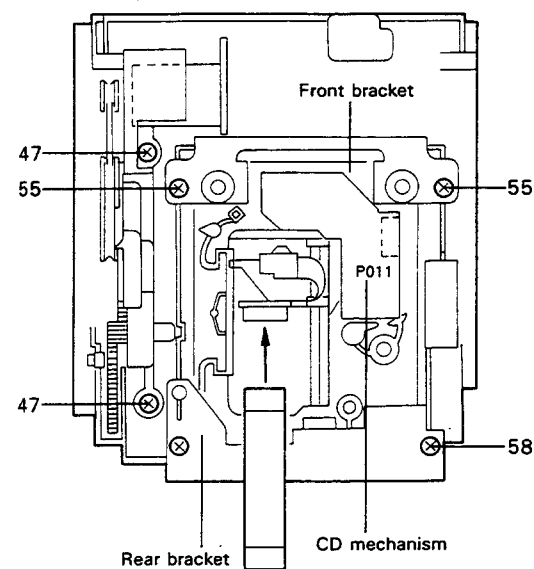 Front bracket
47
55
55
P011
47
58
Rear bracket
CD mechanism